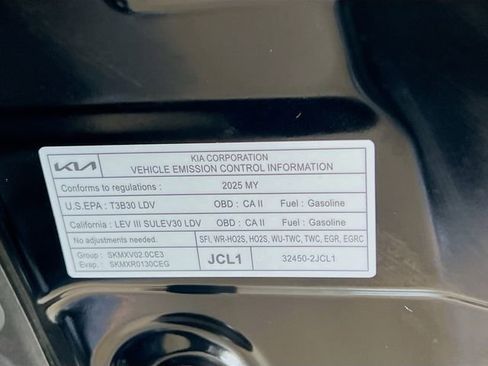 KIA
KIA CORPORATION
VEHICLE EMISSION CONTROL INFORMATION
Conforms to regulations : 2025 MY
U.S.EPA : T3B30 LDV OBD : CA II Fuel : Gasoline
California : LEV III SULEV30 LDV OBD : CA II Fuel : Gasoline
No adjustments needed. SFI, WR-HO2S, HO2S, WU-TWC, TWC, EGR, EGRC
Group : SKMXV02.0CE3
Evap. : SKMXR0130CEG
JCL1
32450-2JCL1